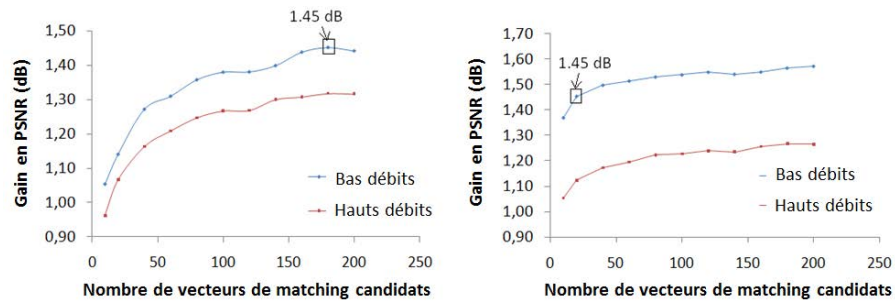 1.45 dB
Gain en PSNR (dB)
1,50
1,40
1,30
1,20
1,10
1,00
0,90
Bas débits
Hauts débits
0
50
100
150
200
250
Nombre de vecteurs de matching candidats
1.45 dB
Gain en PSNR (dB)
1,70
1,60
1,50
1,40
1,30
1,20
1,10
1,00
0,90
Bas débits
Hauts débits
0
50
100
150
200
250
Nombre de vecteurs de matching candidats